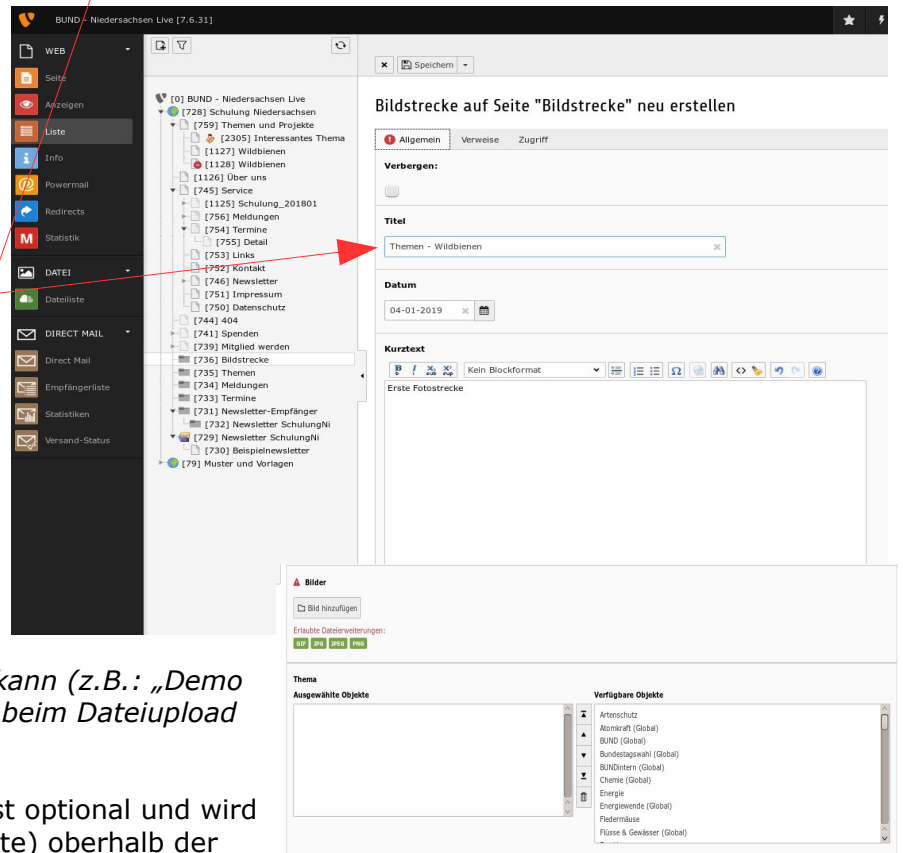 BUND - Niedersachsen Live [7.6.31]
WEB
Seite
Anzeigen
Liste
Info
Powermail
Redirects
M Statistik
DATEI
Dateiliste
DIRECT MAIL
Direct Mail
Empfängerliste
Statistiken
Versand-Status
[0] BUND - Niedersachsen Live
[728] Schulung Niedersachsen
[759] Themen und Projekte
[2305] Interessantes Thema
[1127] Wildbienen
[1128] Wildbienen
[1126] Über uns
[745] Service
[1125] Schulung_201801
[756] Meldungen
[754] Termine
[755] Detail
[753] Links
[752] Kontakt
[746] Newsletter
[751] Impressum
[750] Datenschutz
[744] 404
[741] Spenden
[739] Mitglied werden
[736] Bildstrecke
[735] Themen
[734] Meldungen
[733] Termine
[731] Newsletter-Empfänger
[732] Newsletter SchulungNi
[729] Newsletter SchulungNi
[730] Beispielnewsletter
[79] Muster und Vorlagen
Speichern
Bildstrecke auf Seite "Bildstrecke" neu erstellen
Allgemein Verweise Zugriff
Verbergen:
Titel
Themen - Wildbienen
Datum
04-01-2019
Kurztext
Kein Blockformat
Erste Fotostrecke
Bilder
Bild hinzufügen
Erlaubte Dateierweiterungen:
GIF JPG JPEG PNG
Thema
Ausgewählte Objekte
Verfügbare Objekte
Artenschutz
Atomkraft (Global)
BUND (Global)
Bundestagswahl (Global)
BUNDintern (Global)
Chemie (Global)
Energie
Energiewende (Global)
Fledermäuse
Flüsse & Gewässer (Global)
kann (z.B.: „Demo
beim Dateiupload
st optional und wird
te) oberhalb der